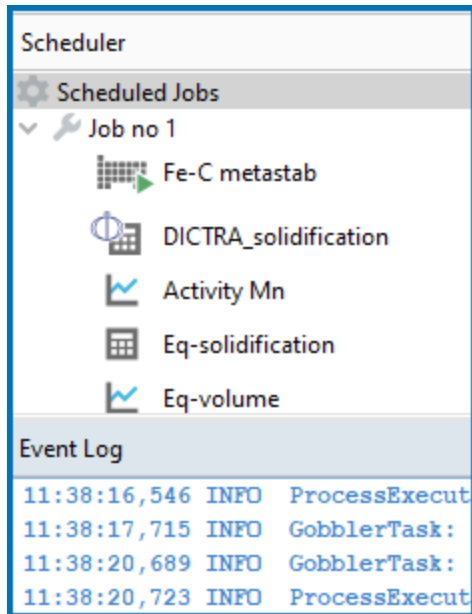 Scheduler
Scheduled Jobs
Job no 1
Fe-C metastab
DICTRA_solidification
Activity Mn
Eq-solidification
Eq-volume
Event Log
11:38:16,546 INFO ProcessExecut
11:38:17,715 INFO GobblerTask:
11:38:20,689 INFO GobblerTask:
11:38:20,723 INFO ProcessExecut